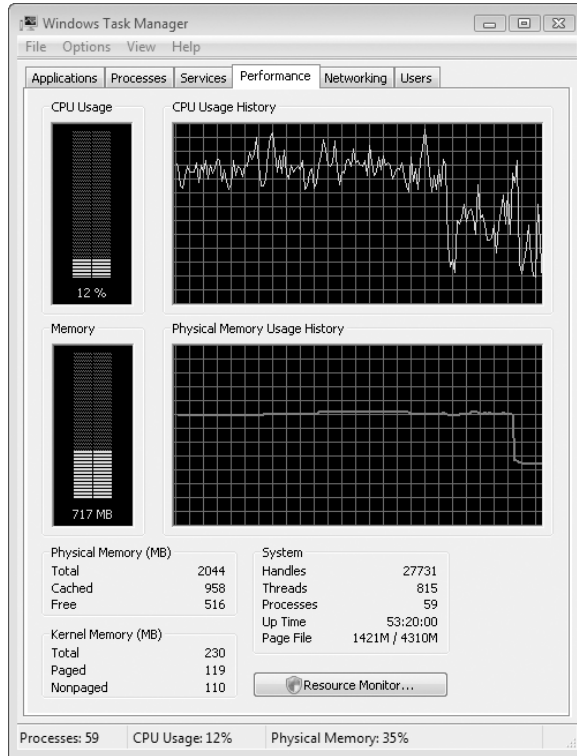 Windows Task Manager
File Options View Help
Applications Processes Services Performance Networking Users
CPU Usage CPU Usage History
12 %
Memory Physical Memory Usage History
717 MB
Physical Memory (MB)
Total 2044
Cached 958
Free 516
System
Handles 27731
Threads 815
Processes 59
Up Time 53:20:00
Page File 1421M / 4310M
Kernel Memory (MB)
Total 230
Paged 119
Nonpaged 110
Resource Monitor...
Processes: 59 CPU Usage: 12% Physical Memory: 35%